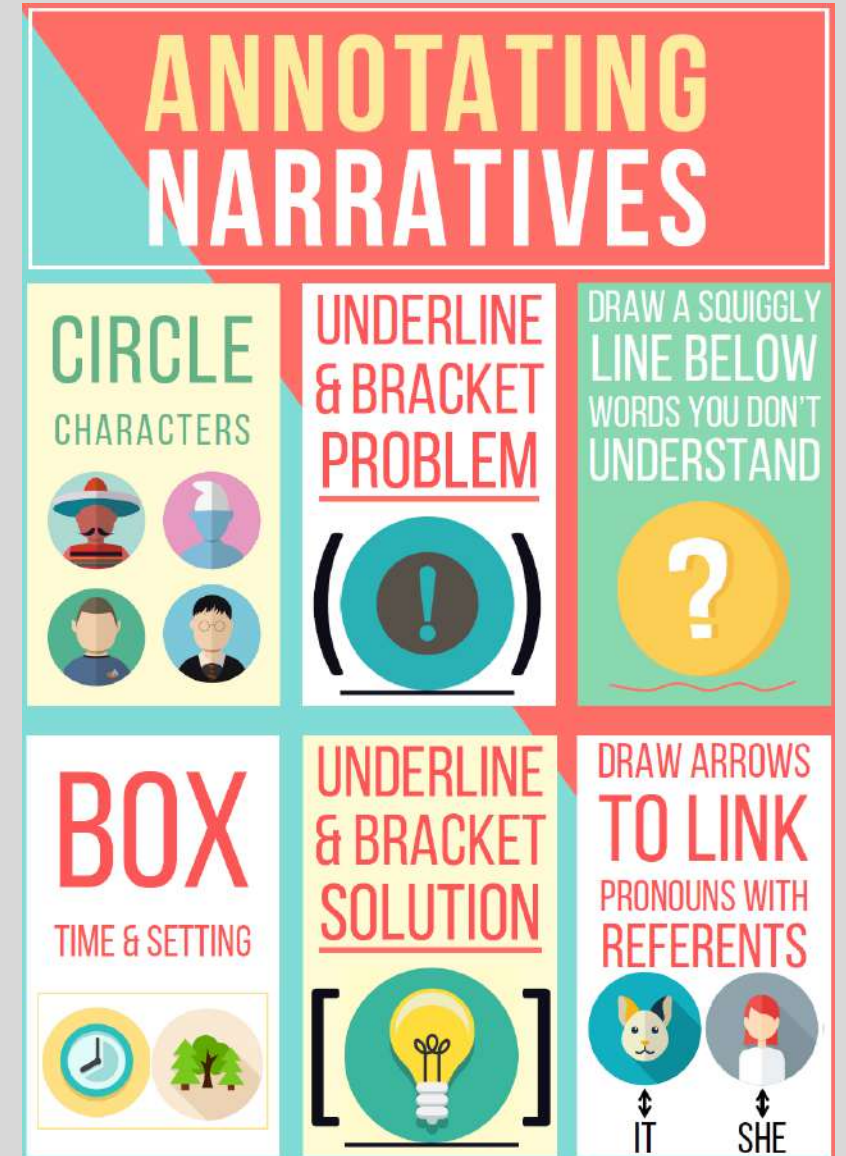 ANNOTATING
NARRATIVES
CIRCLE
CHARACTERS
UNDERLINE
& BRACKET
PROBLEM
DRAW A SQUIGGLY
LINE BELOW
WORDS YOU DON'T
UNDERSTAND
?
BOX
TIME & SETTING
UNDERLINE
& BRACKET
SOLUTION
DRAW ARROWS
TO LINK
PRONOUNS WITH
REFERENTS
IT
SHE